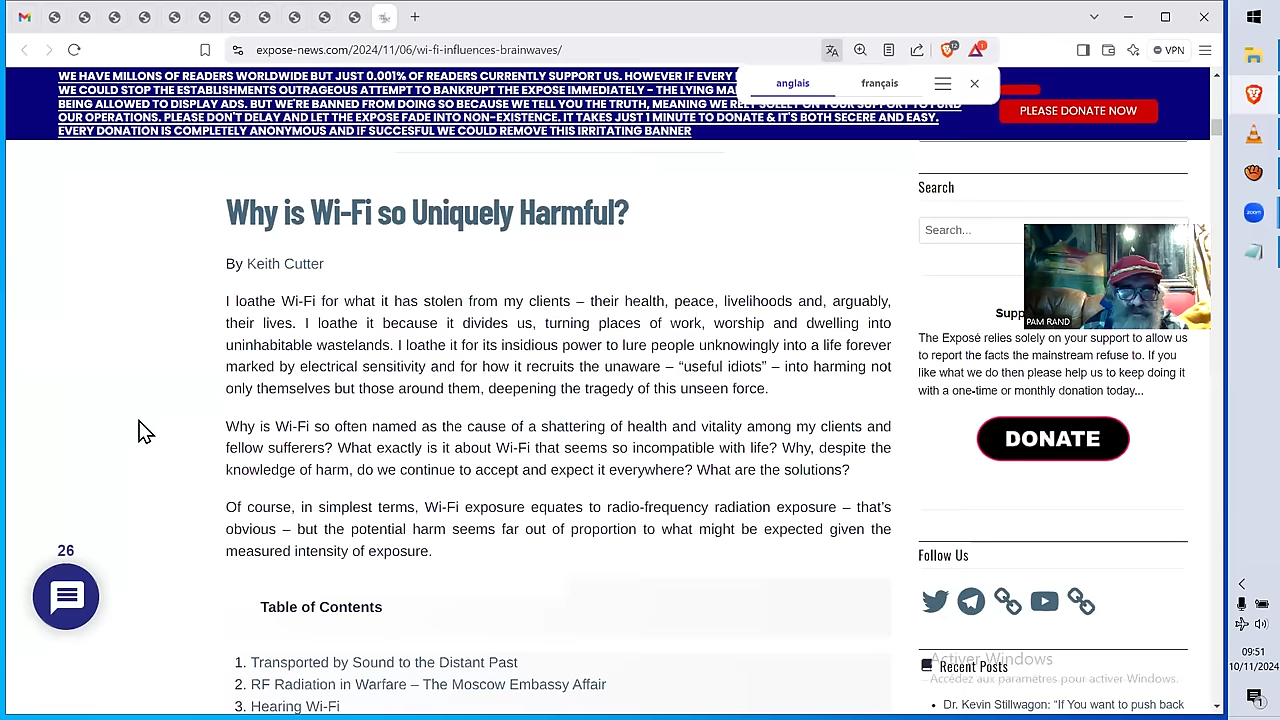 expose-news.com/2024/11/06/wi-fi-influences-brainwaves/
VPN
anglais
français
WE HAVE MILLONS OF READERS WORLDWIDE BUT JUST 0.001% OF READERS CURRENTLY SUPPORT US. HOWEVER IF EVERY
WE COULD STOP THE ESTABLISHMENTS OUTRAGEOUS ATTEMPT TO BANKRUPT THE EXPOSE IMMEDIATELY – THE LYING
BEING ALLOWED TO DISPLAY ADS. BUT WE'RE BANNED FROM DOING SO BECAUSE WE TELL YOU THE TRUTH, MEANING WE RELY SOLELY ON YOUR SUPPORT TO FUND
OUR OPERATIONS. PLEASE DON'T DELAY AND LET THE EXPOSE FADE INTO NON-EXISTENCE. IT TAKES JUST 1 MINUTE TO DONATE & IT'S BOTH SECERE AND EASY.
EVERY DONATION IS COMPLETELY ANONYMOUS AND IF SUCCESFUL WE COULD REMOVE THIS IRRITATING BANNER
PLEASE DONATE NOW
Why is Wi-Fi so Uniquely Harmful?
By Keith Cutter
I loathe Wi-Fi for what it has stolen from my clients – their health, peace, livelihoods and, arguably,
their lives. I loathe it because it divides us, turning places of work, worship and dwelling into
uninhabitable wastelands. I loathe it for its insidious power to lure people unknowingly into a life forever
marked by electrical sensitivity and for how it recruits the unaware – “useful idiots” – into harming not
only themselves but those around them, deepening the tragedy of this unseen force.
Why is Wi-Fi so often named as the cause of a shattering of health and vitality among my clients and
fellow sufferers? What exactly is it about Wi-Fi that seems so incompatible with life? Why, despite the
knowledge of harm, do we continue to accept and expect it everywhere? What are the solutions?
Of course, in simplest terms, Wi-Fi exposure equates to radio-frequency radiation exposure – that’s
obvious – but the potential harm seems far out of proportion to what might be expected given the
measured intensity of exposure.
Table of Contents
1. Transported by Sound to the Distant Past
2. RF Radiation in Warfare – The Moscow Embassy Affair
3. Hearing Wi-Fi
26
Search
Search...
PAM RAND
The Exposé relies solely on your support to allow us
to report the facts the mainstream refuse to. If you
like what we do then please help us to keep doing it
with a one-time or monthly donation today...
DONATE
Follow Us
Recent Posts
Activer Windows
Accédez aux paramètres pour activer Windows.
Dr. Kevin Stillwagon: “If You want to push back
zoom
09:51
10/11/2024